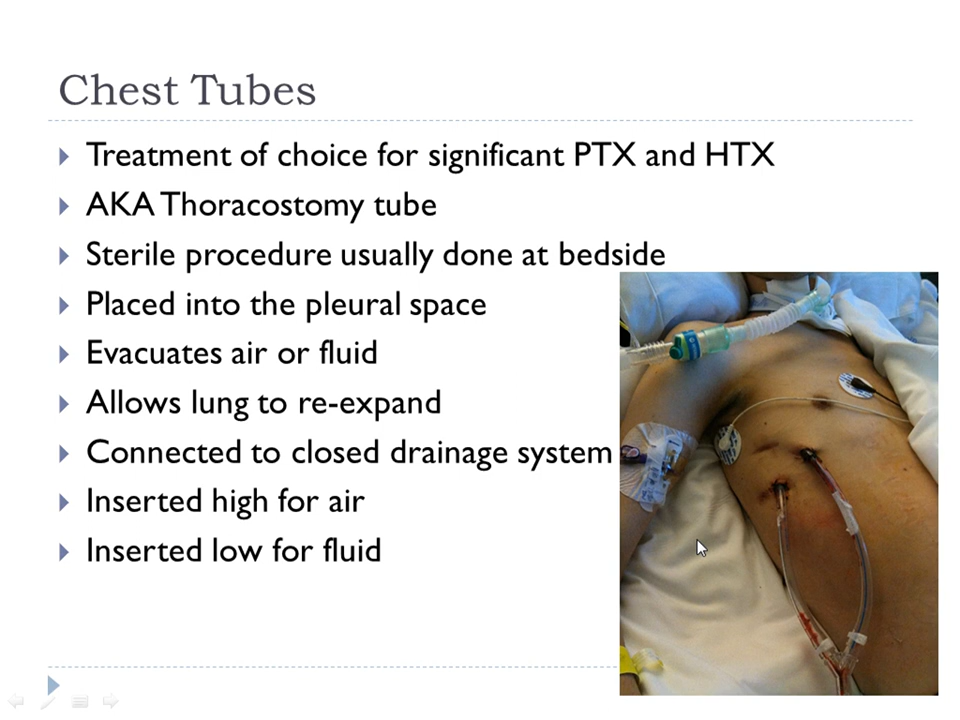 Chest Tubes
Treatment of choice for significant PTX and HTX
AKA Thoracostomy tube
Sterile procedure usually done at bedside
Placed into the pleural space
Evacuates air or fluid
Allows lung to re-expand
Connected to closed drainage system
Inserted high for air
Inserted low for fluid